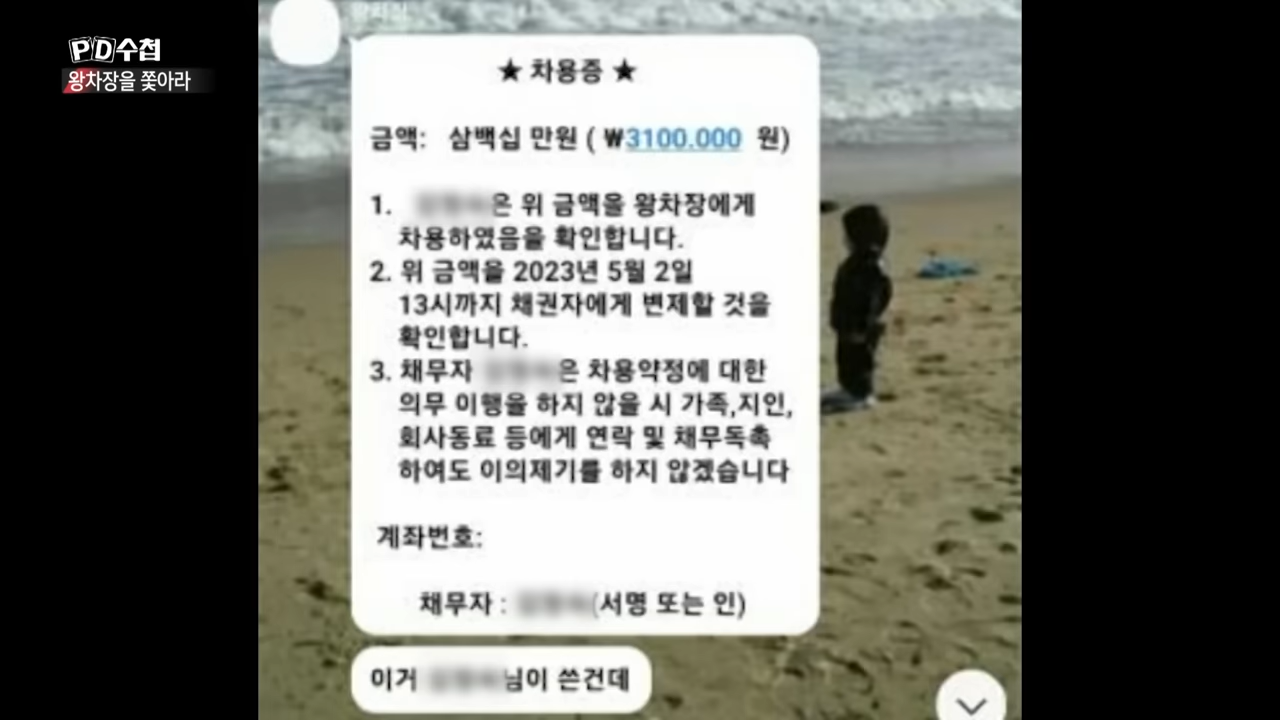 PD수첩
왕차장을 쫓아라
★ 차용증 ★
금액: 삼백십 만원 ( ₩3100.000 원)
1. 은 위 금액을 왕차장에게
차용하였음을 확인합니다.
2. 위 금액을 2023년 5월 2일
13시까지 채권자에게 변제할 것을
확인합니다.
3. 채무자 은 차용약정에 대한
의무 이행을 하지 않을 시 가족,지인,
회사동료 등에게 연락 및 채무독촉
하여도 이의제기를 하지 않겠습니다
계좌번호:
채무자 : (서명 또는 인)
이거 님이 쓴건데